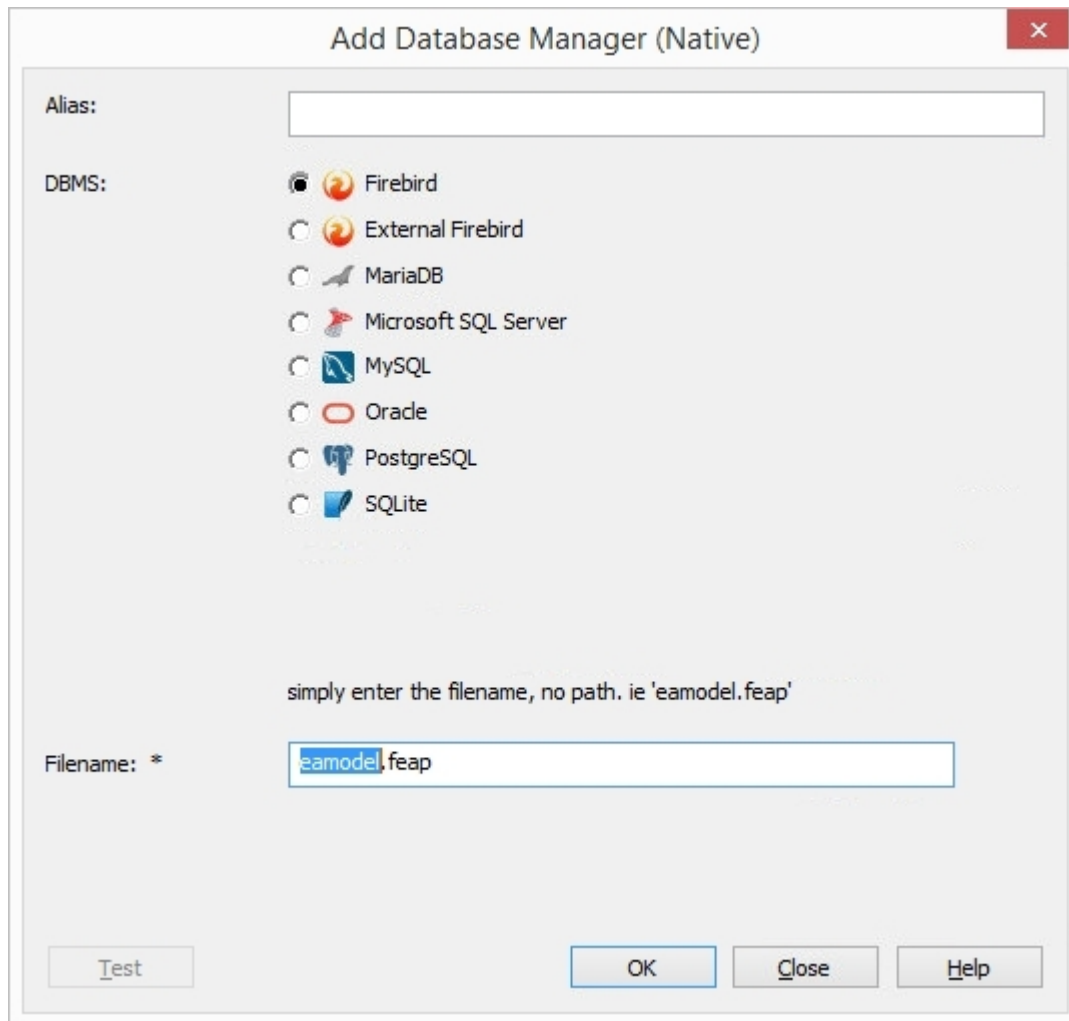 Add Database Manager (Native)
Alias:
DBMS:
Firebird
External Firebird
MariaDB
Microsoft SQL Server
MySQL
Oracle
PostgreSQL
SQLite
simply enter the filename, no path. ie 'eamodel.feap'
Filename: * eamodel.feap
Test OK Close Help